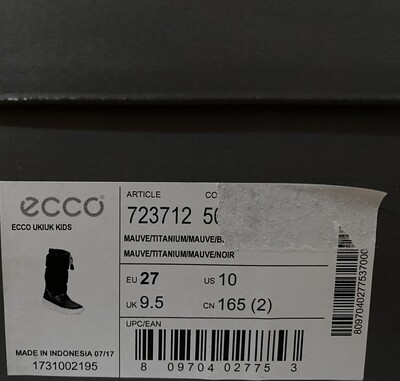 ecco
ECCO UKIUK KIDS
ARTICLE
723712
MAUVE/TITANIUM/MAUVE/
MAUVE/TITANIUM/MAUVE/NOIR
EU 27 US 10
UK 9.5 CN 165 (2)
UPC/EAN
8 09704 02775 3
MADE IN INDONESIA 07/17
1731002195
809704027753700